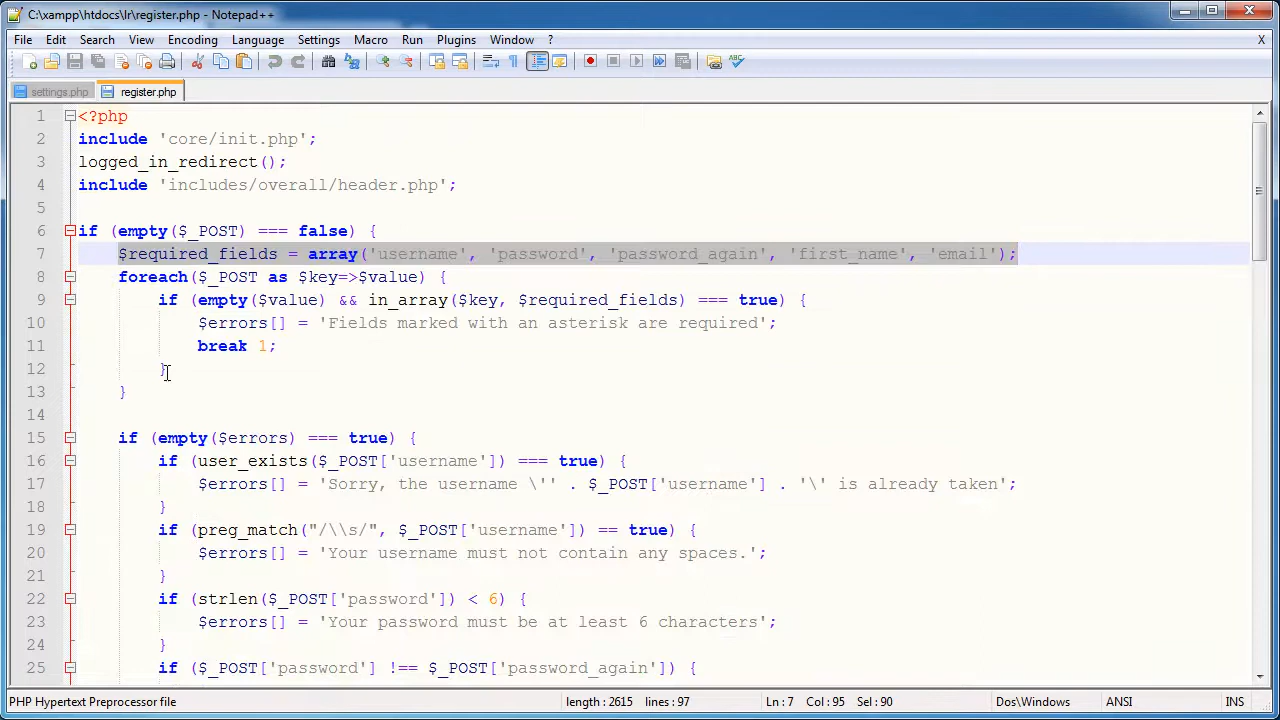 C:\xampp\htdocs\lr\register.php - Notepad++
File Edit Search View Encoding Language Settings Macro Run Plugins Window ? X
settings.php register.php
1 <?php
2 include 'core/init.php';
3 logged_in_redirect();
4 include 'includes/overall/header.php';
5
6 if (empty($_POST) === false) {
7 $required_fields = array('username', 'password', 'password_again', 'first_name', 'email');
8 foreach($_POST as $key=>$value) {
9 if (empty($value) && in_array($key, $required_fields) === true) {
10 $errors[] = 'Fields marked with an asterisk are required';
11 break 1;
12 }
13 }
14
15 if (empty($errors) === true) {
16 if (user_exists($_POST['username']) === true) {
17 $errors[] = 'Sorry, the username \'' . $_POST['username'] . '\' is already taken';
18 }
19 if (preg_match("/\\s/", $_POST['username']) == true) {
20 $errors[] = 'Your username must not contain any spaces.';
21 }
22 if (strlen($_POST['password']) < 6) {
23 $errors[] = 'Your password must be at least 6 characters';
24 }
25 if ($_POST['password'] !== $_POST['password_again']) {
PHP Hypertext Preprocessor file length : 2615 lines : 97 Ln : 7 Col : 95 Sel : 90 Dos\Windows ANSI INS